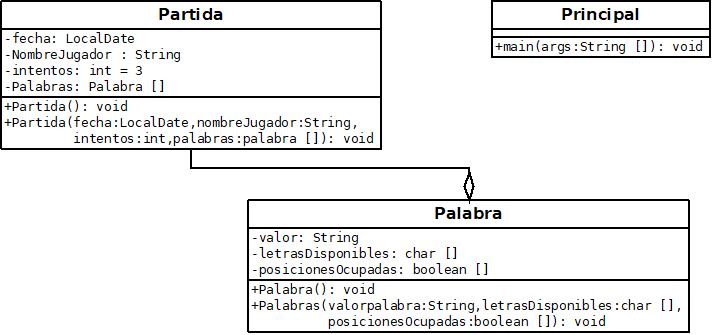 Partida
-fecha: LocalDate
-NombreJugador : String
-intentos: int = 3
-Palabras: Palabra []
+Partida(): void
+Partida(fecha:LocalDate,nombreJugador:String,
intentos:int,palabras:palabra []): void
Principal
+main(args:String []): void
Palabra
-valor: String
-letrasDisponibles: char []
-posicionesOcupadas: boolean []
+Palabra(): void
+Palabras(valorpalabra:String,letrasDisponibles:char [],
posicionesOcupadas:boolean []): void